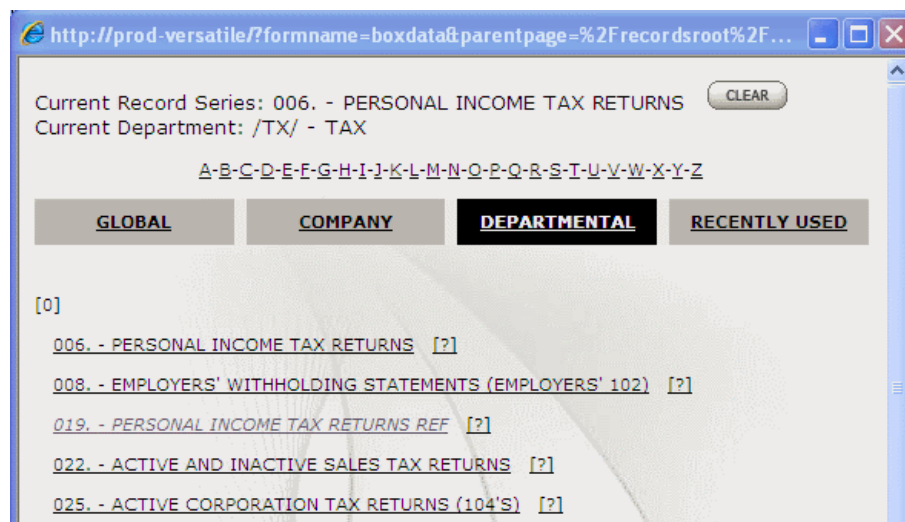 http://prod-versatile/?formname=boxdata&parentpage=%2Frecordsroot%2F...
Current Record Series: 006. - PERSONAL INCOME TAX RETURNS CLEAR
Current Department: /TX/ - TAX
A-B-C-D-E-F-G-H-I-J-K-L-M-N-O-P-Q-R-S-T-U-V-W-X-Y-Z
GLOBAL COMPANY DEPARTMENTAL RECENTLY USED
[0]
006. - PERSONAL INCOME TAX RETURNS [?]
008. - EMPLOYERS' WITHHOLDING STATEMENTS (EMPLOYERS' 102) [?]
019. - PERSONAL INCOME TAX RETURNS REF [?]
022. - ACTIVE AND INACTIVE SALES TAX RETURNS [?]
025. - ACTIVE CORPORATION TAX RETURNS (104'S) [?]